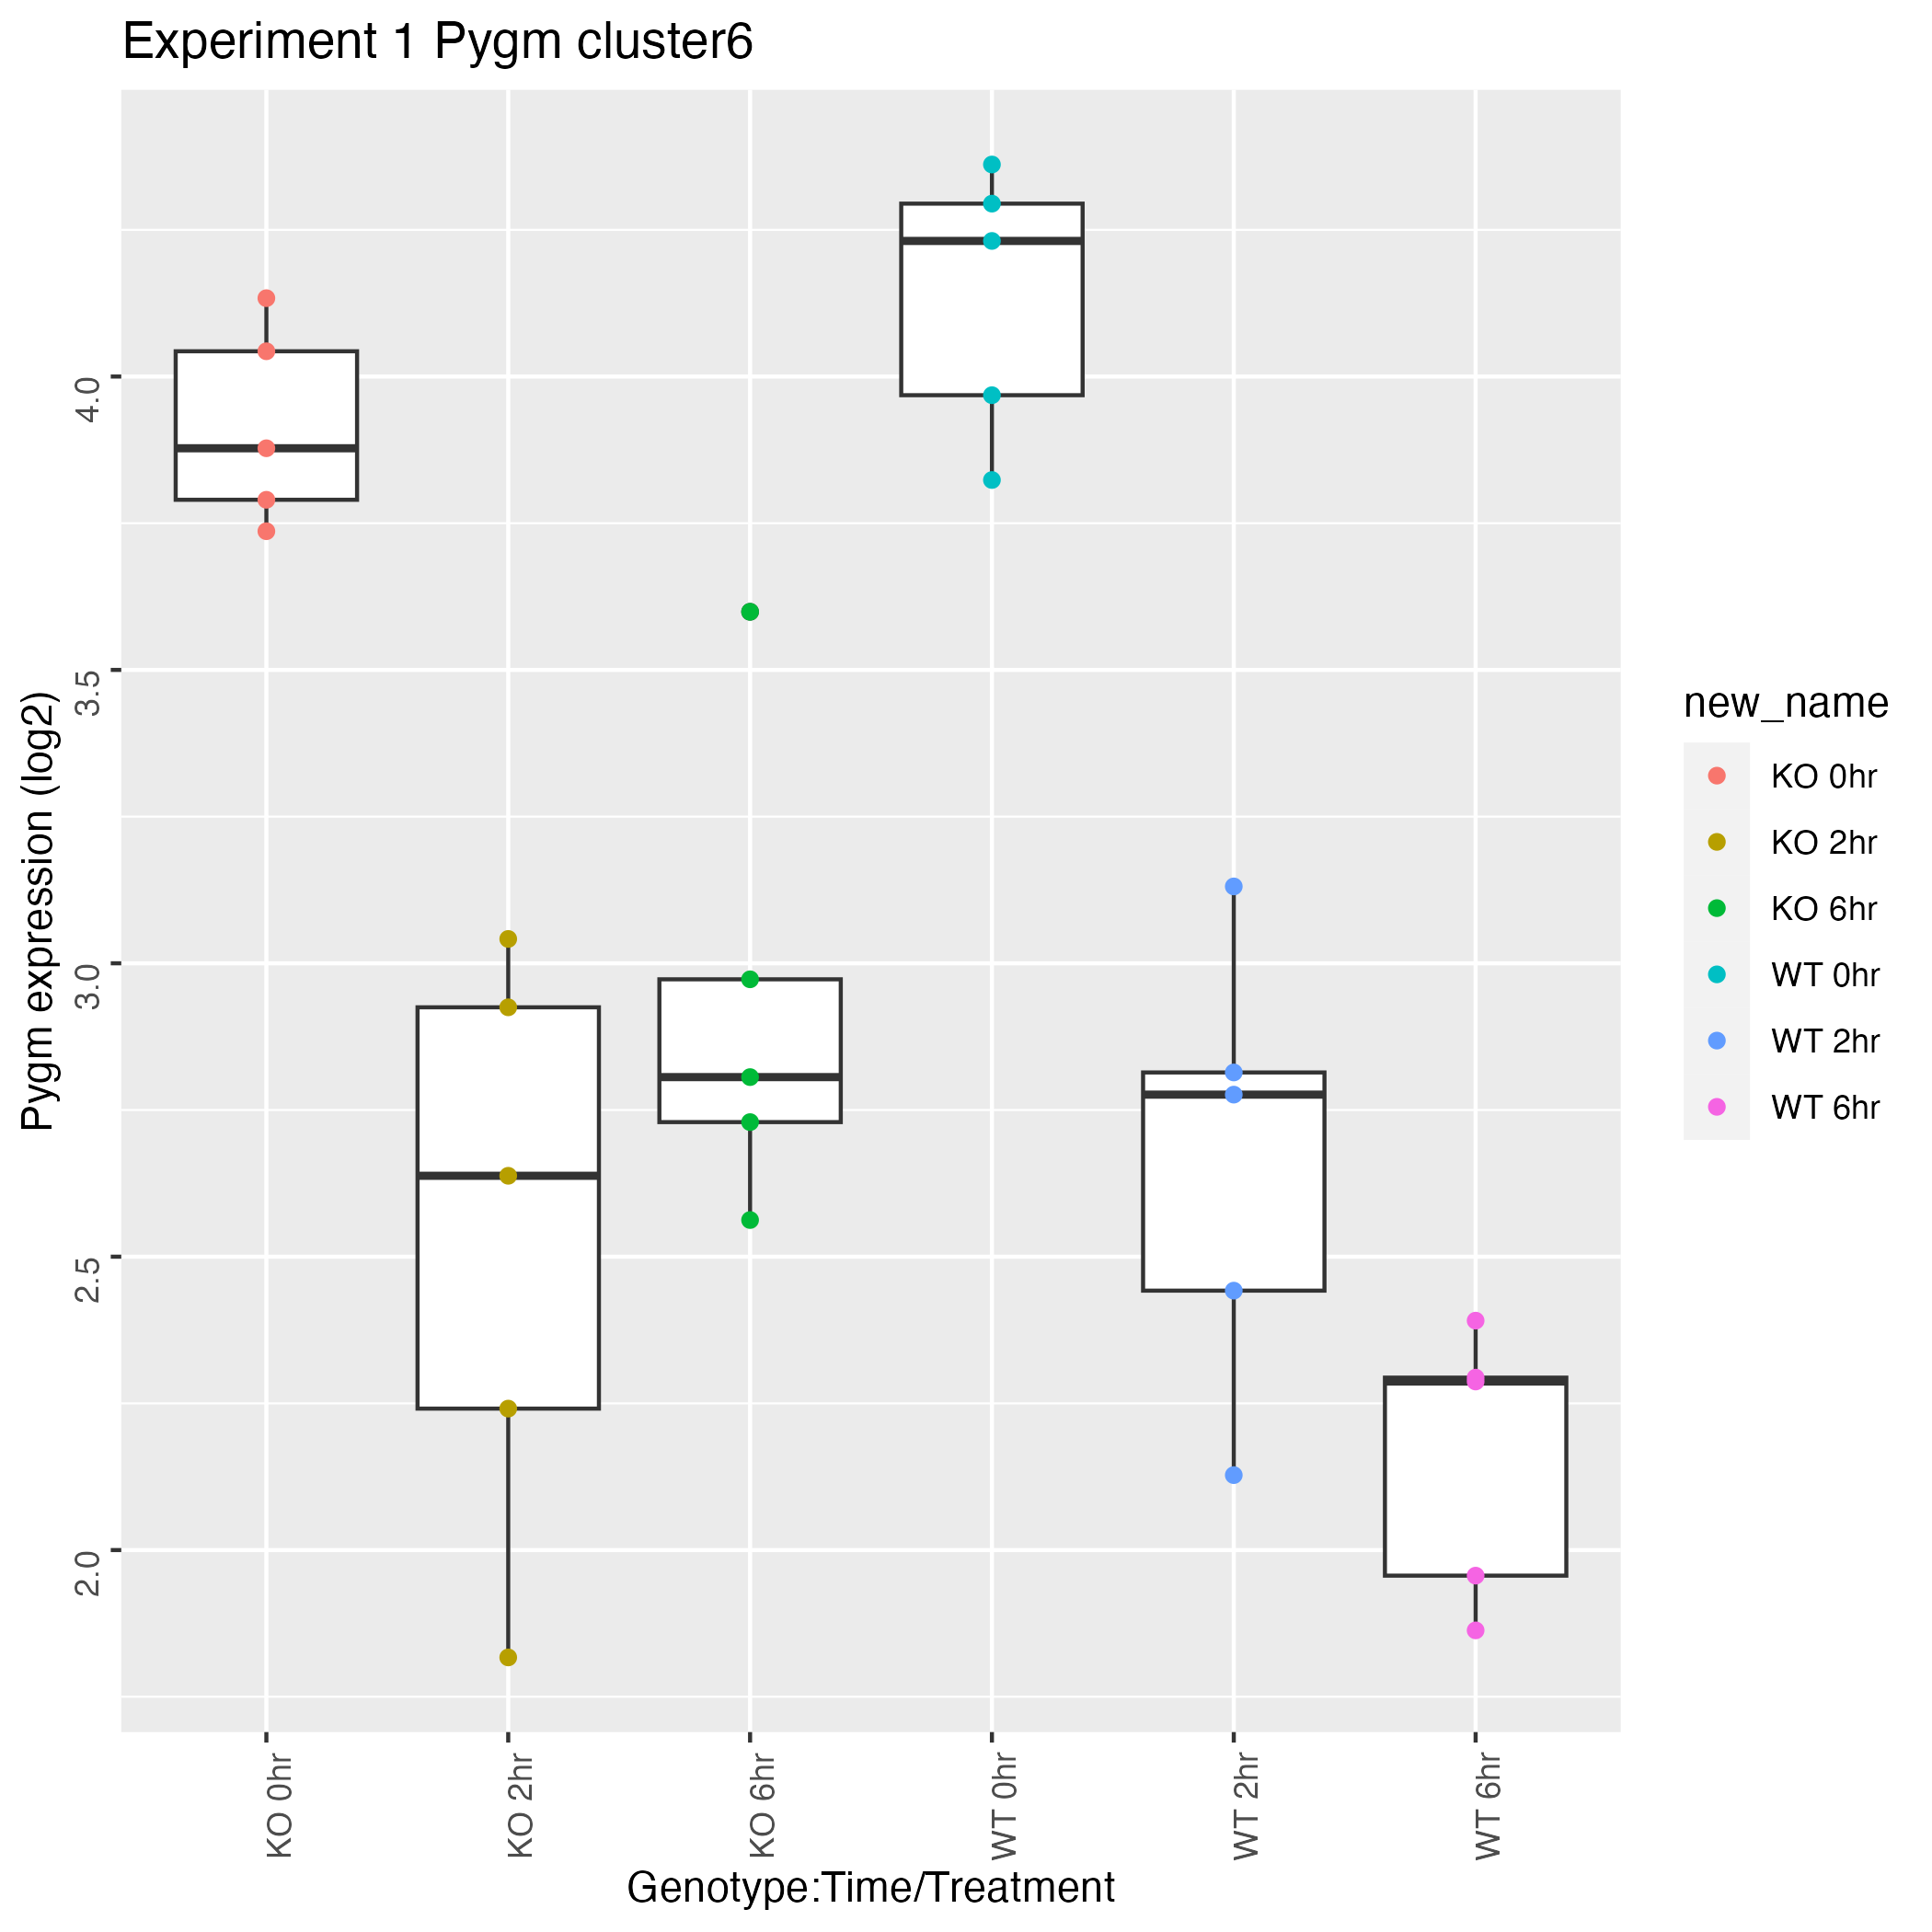 Experiment 1 Pygm cluster6
Pygm expression (log2)
4.0
3.5
3.0
2.5
2.0
KO 0hr
KO 2hr
KO 6hr
WT 0hr
WT 2hr
WT 6hr
Genotype:Time/Treatment
new_name
KO 0hr
KO 2hr
KO 6hr
WT 0hr
WT 2hr
WT 6hr